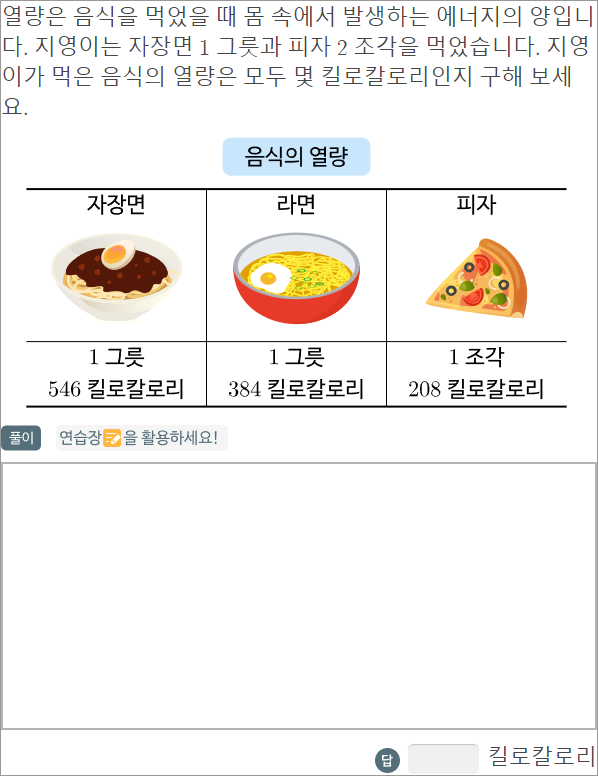 열량은 음식을 먹었을 때 몸 속에서 발생하는 에너지의 양입니
다. 지영이는 자장면 1 그릇과 피자 2 조각을 먹었습니다. 지영
이가 먹은 음식의 열량은 모두 몇 킬로칼로리인지 구해 보세
요.
음식의 열량
자장면 라면 피자
1 그릇 1 그릇 1 조각
546 킬로칼로리 384 킬로칼로리 208 킬로칼로리
풀이 연습장을 활용하세요!
답 킬로칼로리